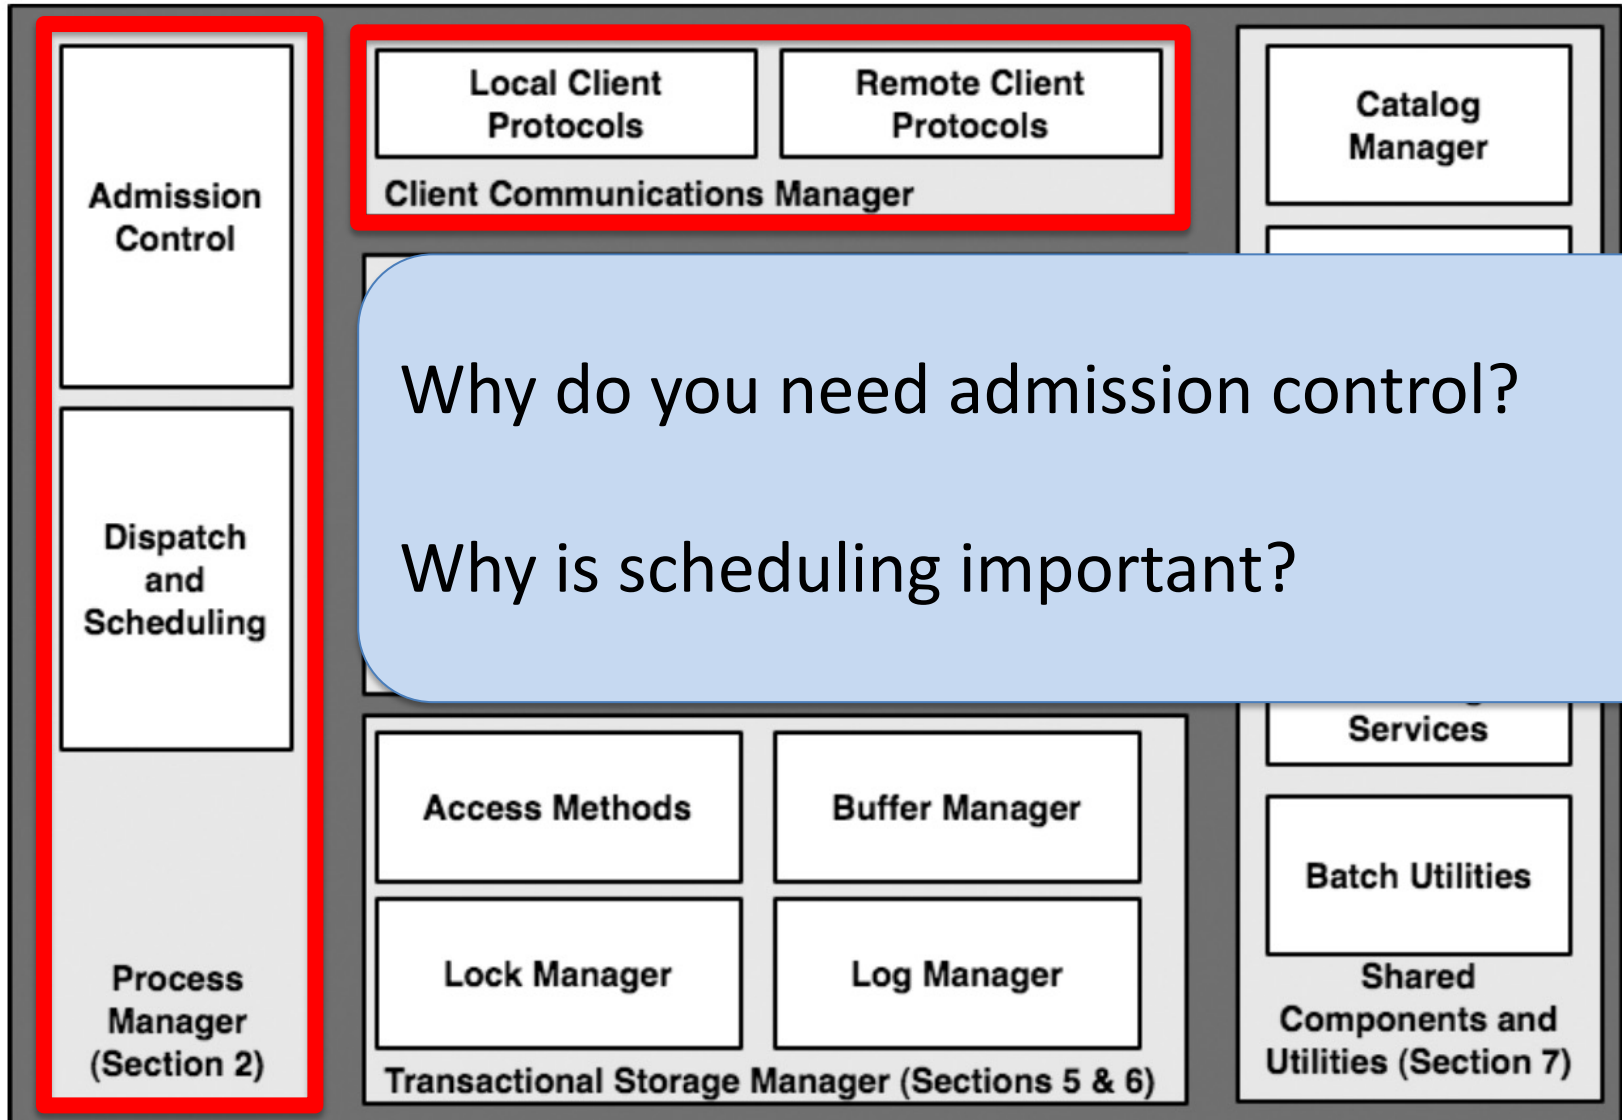 Admission
Control
Dispatch
and
Scheduling
Process
Manager
(Section 2)
Local Client
Protocols
Remote Client
Protocols
Client Communications Manager
Why do you need admission control?
Why is scheduling important?
Access Methods
Buffer Manager
Lock Manager
Log Manager
Transactional Storage Manager (Sections 5 & 6)
Catalog
Manager
Services
Batch Utilities
Shared
Components and
Utilities (Section 7)